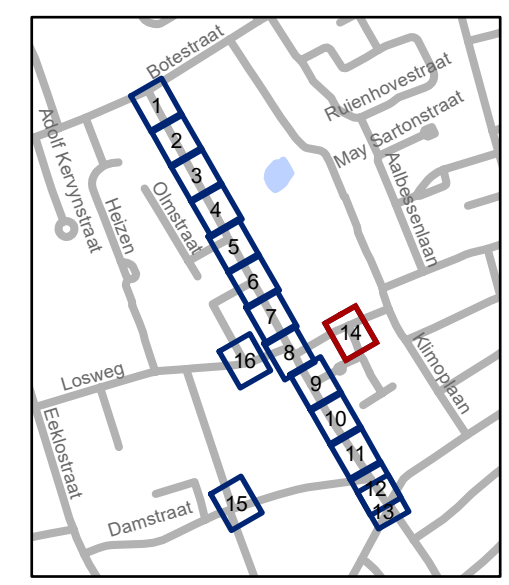 Botestraat
Ruienhovestraat
May Sartonstraat
Adolf Kervynstraat
Aalbessenlaan
Heizen
Olmstraat
Klimoplaan
Losweg
Eeklostraat
Damstraat
1
2
3
4
5
6
7
8
9
10
11
12
13
14
15
16